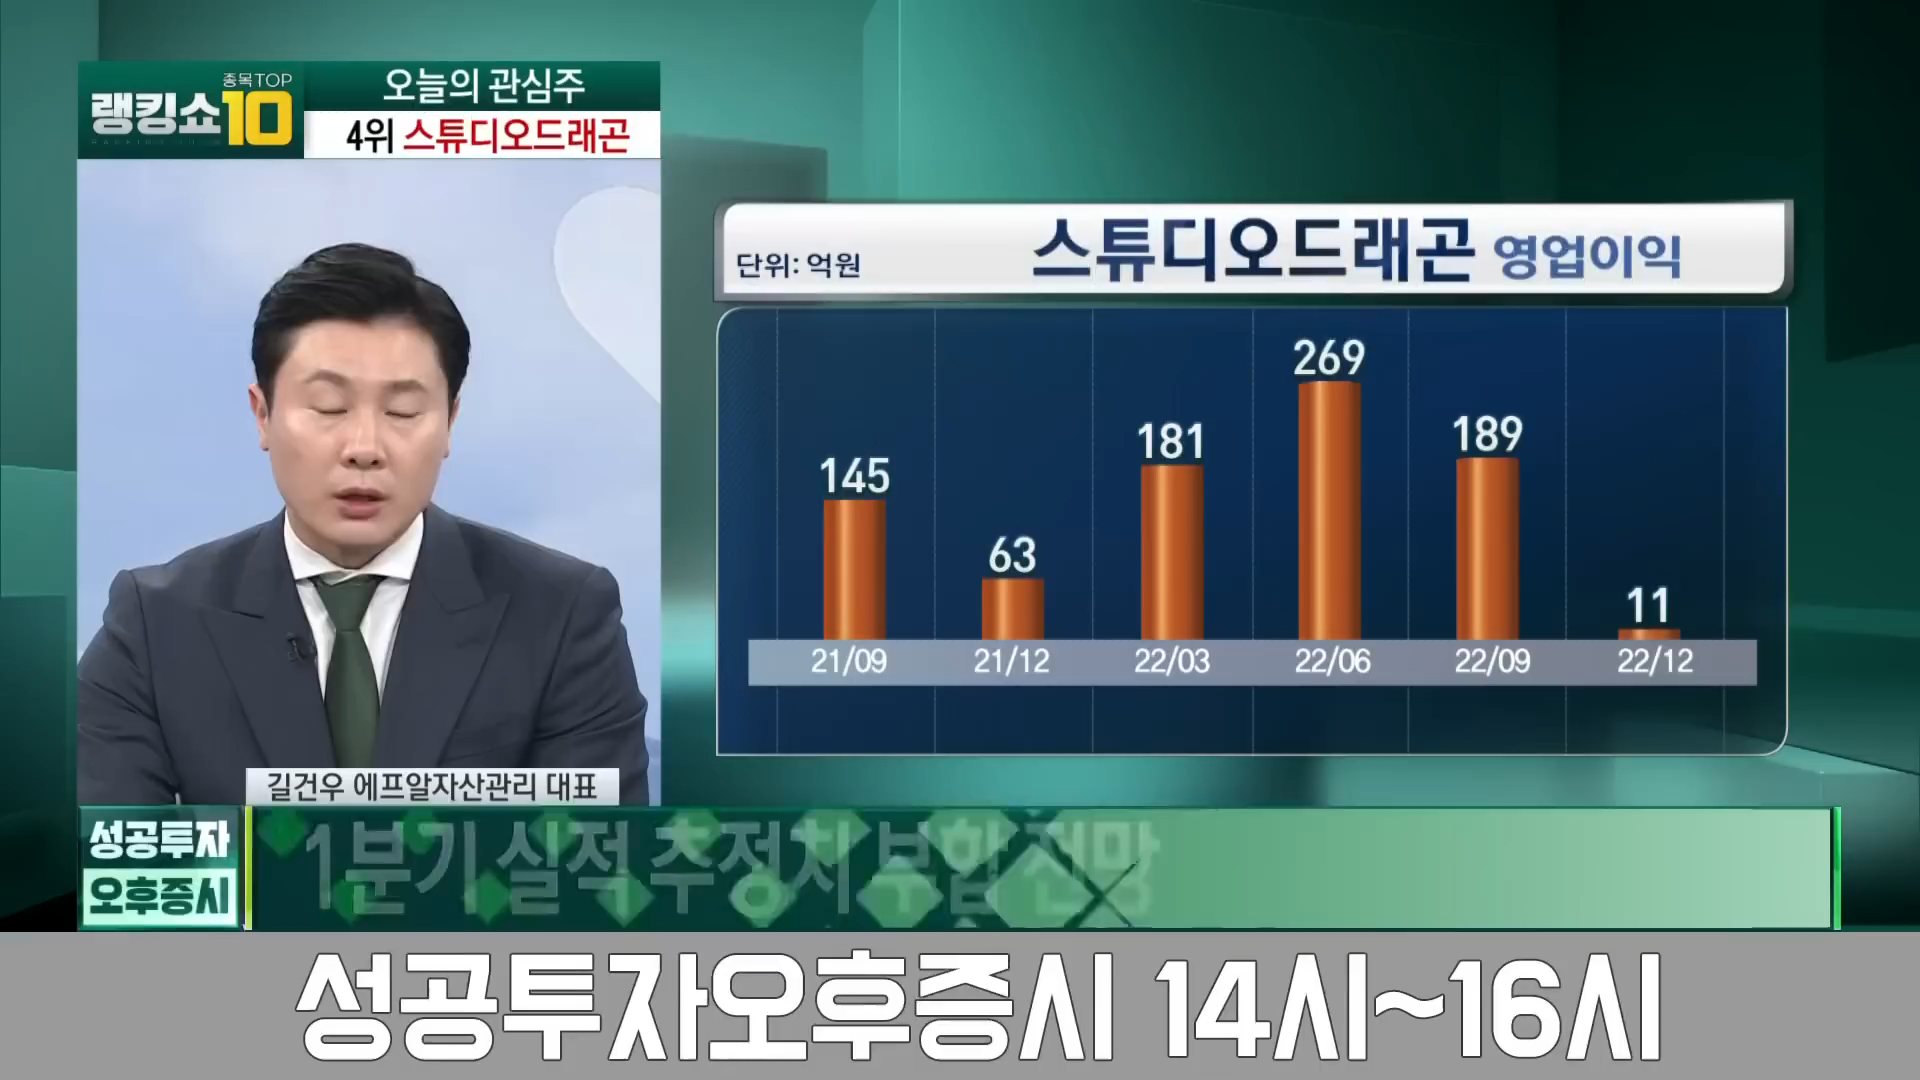 종목TOP
랭킹쇼10
오늘의 관심주
4위 스튜디오드래곤
단위: 억원
스튜디오드래곤 영업이익
145
63
181
269
189
11
21/09
21/12
22/03
22/06
22/09
22/12
길건우 에프알자산관리 대표
성공투자
오후증시
1분기 실적 추정치 부합 전망
성공투자오후증시 14시~16시